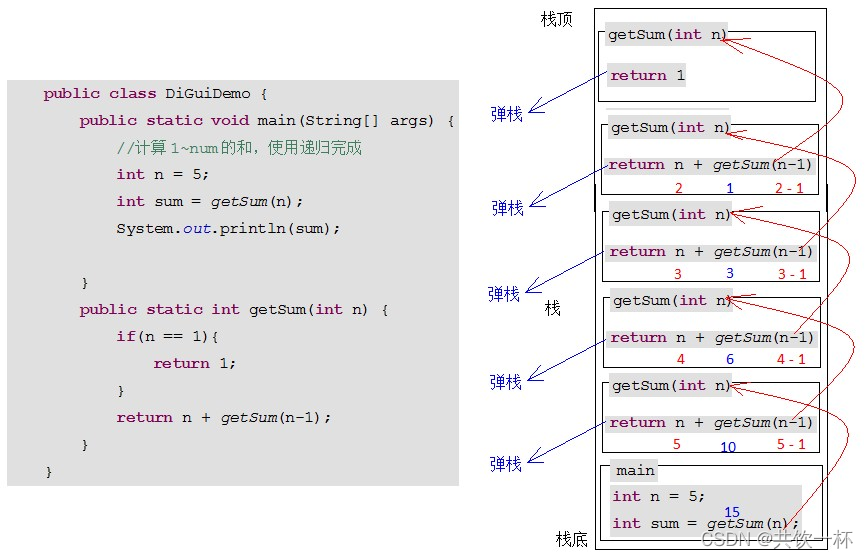 public class DiGuiDemo {
public static void main(String[] args) {
//计算1~num的和，使用递归完成
int n = 5;
int sum = getSum(n);
System.out.println(sum);
}
public static int getSum(int n) {
if(n == 1){
return 1;
}
return n + getSum(n-1);
}
}
栈顶
getSum(int n)
return 1
弹栈
getSum(int n)
return n + getSum(n-1)
2 1 2-1
弹栈
getSum(int n)
return n + getSum(n-1)
3 3 3-1
弹栈
栈
getSum(int n)
return n + getSum(n-1)
4 6 4-1
弹栈
getSum(int n)
return n + getSum(n-1)
5 10 5-1
弹栈
main
int n = 5;
15
int sum = getSum(n);
栈底
CSDN @共饮一杯